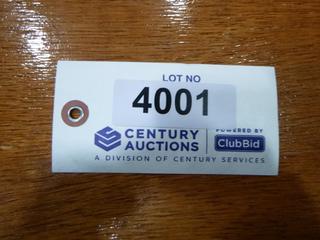 LOT NO
4001
CENTURY AUCTIONS
POWERED BY
ClubBid
A DIVISION OF CENTURY SERVICES